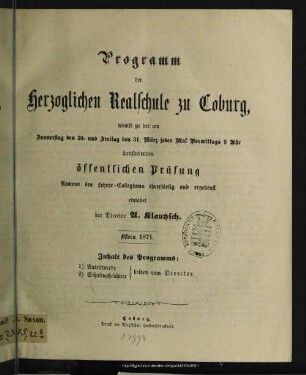 Programm
der
Herzoglichen Realschule zu Coburg,
womit zu der am
Donnerstag den 30. und Freitag den 31. März jedes Mal Vormittags 9 Uhr
stattfindenden
öffentlichen Prüfung
Namens des Lehrer-Collegiums ehrerbietig und ergebenst
einladet
der Director A. Klautzsch.
Ostern 1871.
Inhalt des Programms:
1) Antrittsrede
2) Schulnachrichten
beides vom Director.
Coburg.
Druck der Dietz'schen Hofbuchdruckerei.